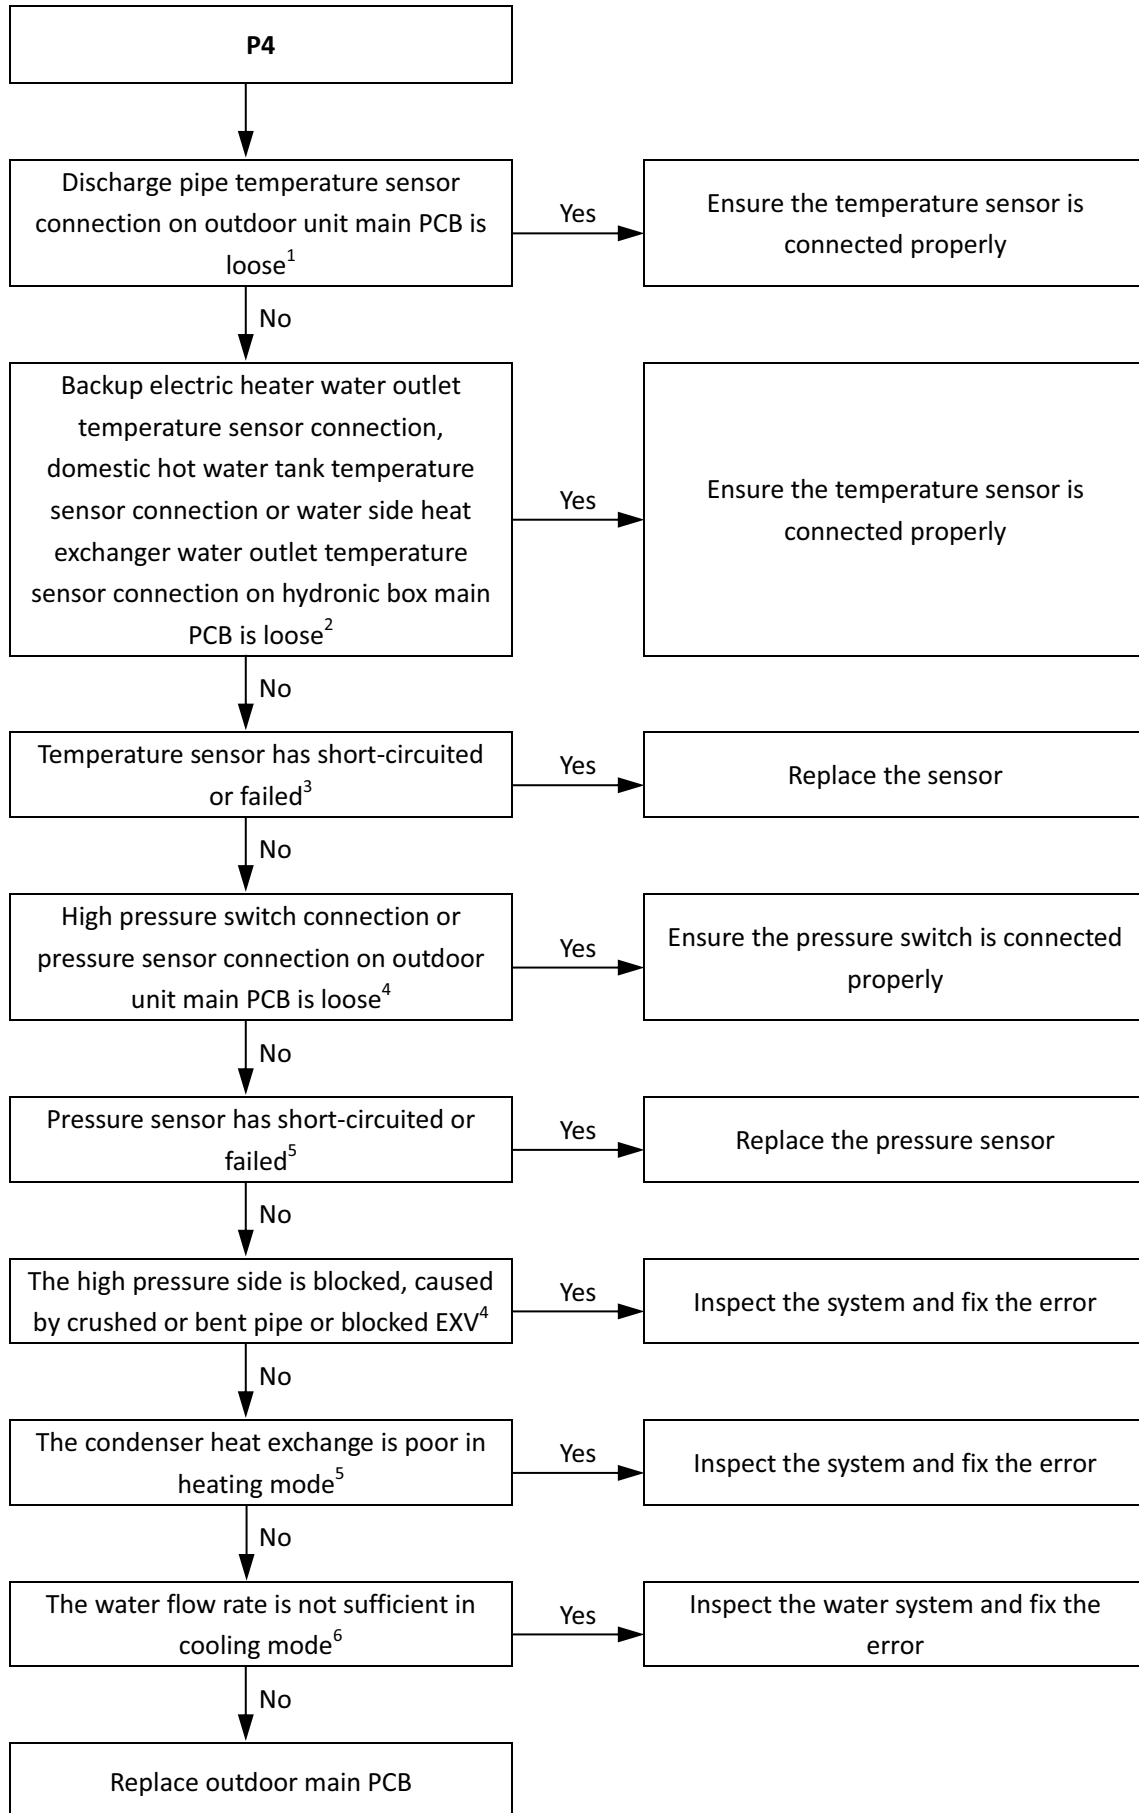 P4
Discharge pipe temperature sensor
connection on outdoor unit main PCB is
loose1
Yes
Ensure the temperature sensor is
connected properly
No
Backup electric heater water outlet
temperature sensor connection,
domestic hot water tank temperature
sensor connection or water side heat
exchanger water outlet temperature
sensor connection on hydronic box main
PCB is loose2
Yes
Ensure the temperature sensor is
connected properly
No
Temperature sensor has short-circuited
or failed3
Yes
Replace the sensor
No
High pressure switch connection or
pressure sensor connection on outdoor
unit main PCB is loose4
Yes
Ensure the pressure switch is connected
properly
No
Pressure sensor has short-circuited or
failed5
Yes
Replace the pressure sensor
No
The high pressure side is blocked, caused
by crushed or bent pipe or blocked EXV4
Yes
Inspect the system and fix the error
No
The condenser heat exchange is poor in
heating mode5
Yes
Inspect the system and fix the error
No
The water flow rate is not sufficient in
cooling mode6
Yes
Inspect the water system and fix the
error
No
Replace outdoor main PCB